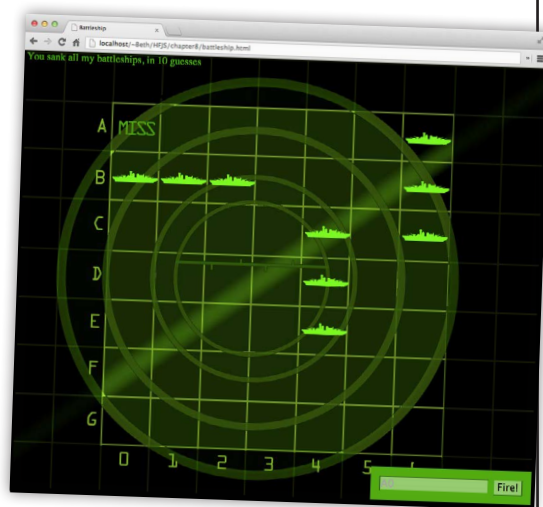 Battleship
localhost/~Beth/HFJS/chapter8/battleship.html
You sank all my battleships, in 10 guesses
A MISS
B
C
D
E
F
G
0 1 2 3 4 5
Fire!